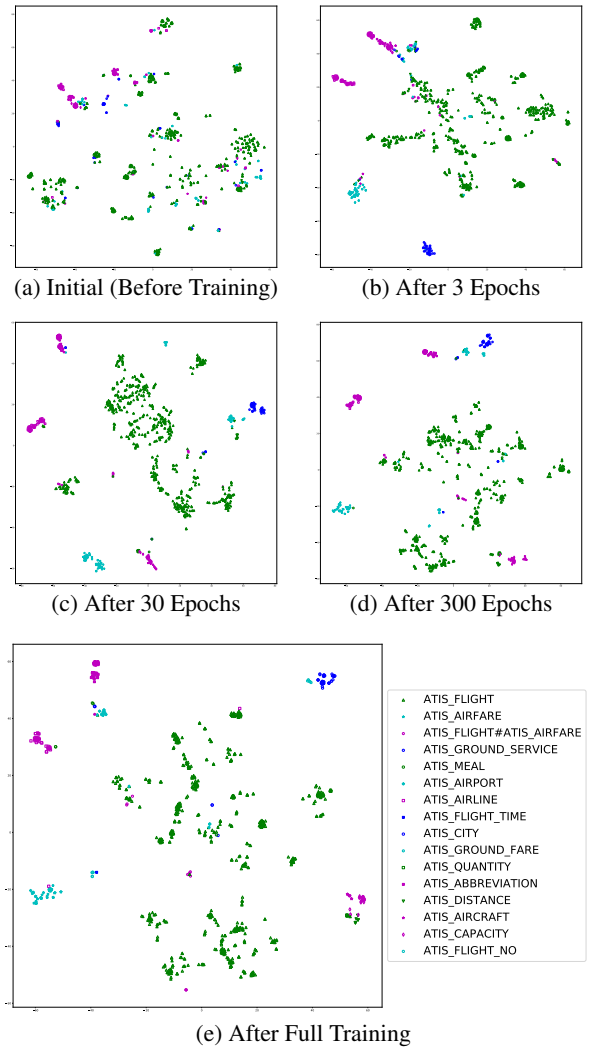 (a) Initial (Before Training)
(b) After 3 Epochs
(c) After 30 Epochs
(d) After 300 Epochs
ATIS_FLIGHT
ATIS_AIRFARE
ATIS_FLIGHT#ATIS_AIRFARE
ATIS_GROUND_SERVICE
ATIS_MEAL
ATIS_AIRPORT
ATIS_AIRLINE
ATIS_FLIGHT_TIME
ATIS_CITY
ATIS_GROUND_FARE
ATIS_QUANTITY
ATIS_ABBREVIATION
ATIS_DISTANCE
ATIS_AIRCRAFT
ATIS_CAPACITY
ATIS_FLIGHT_NO
(e) After Full Training